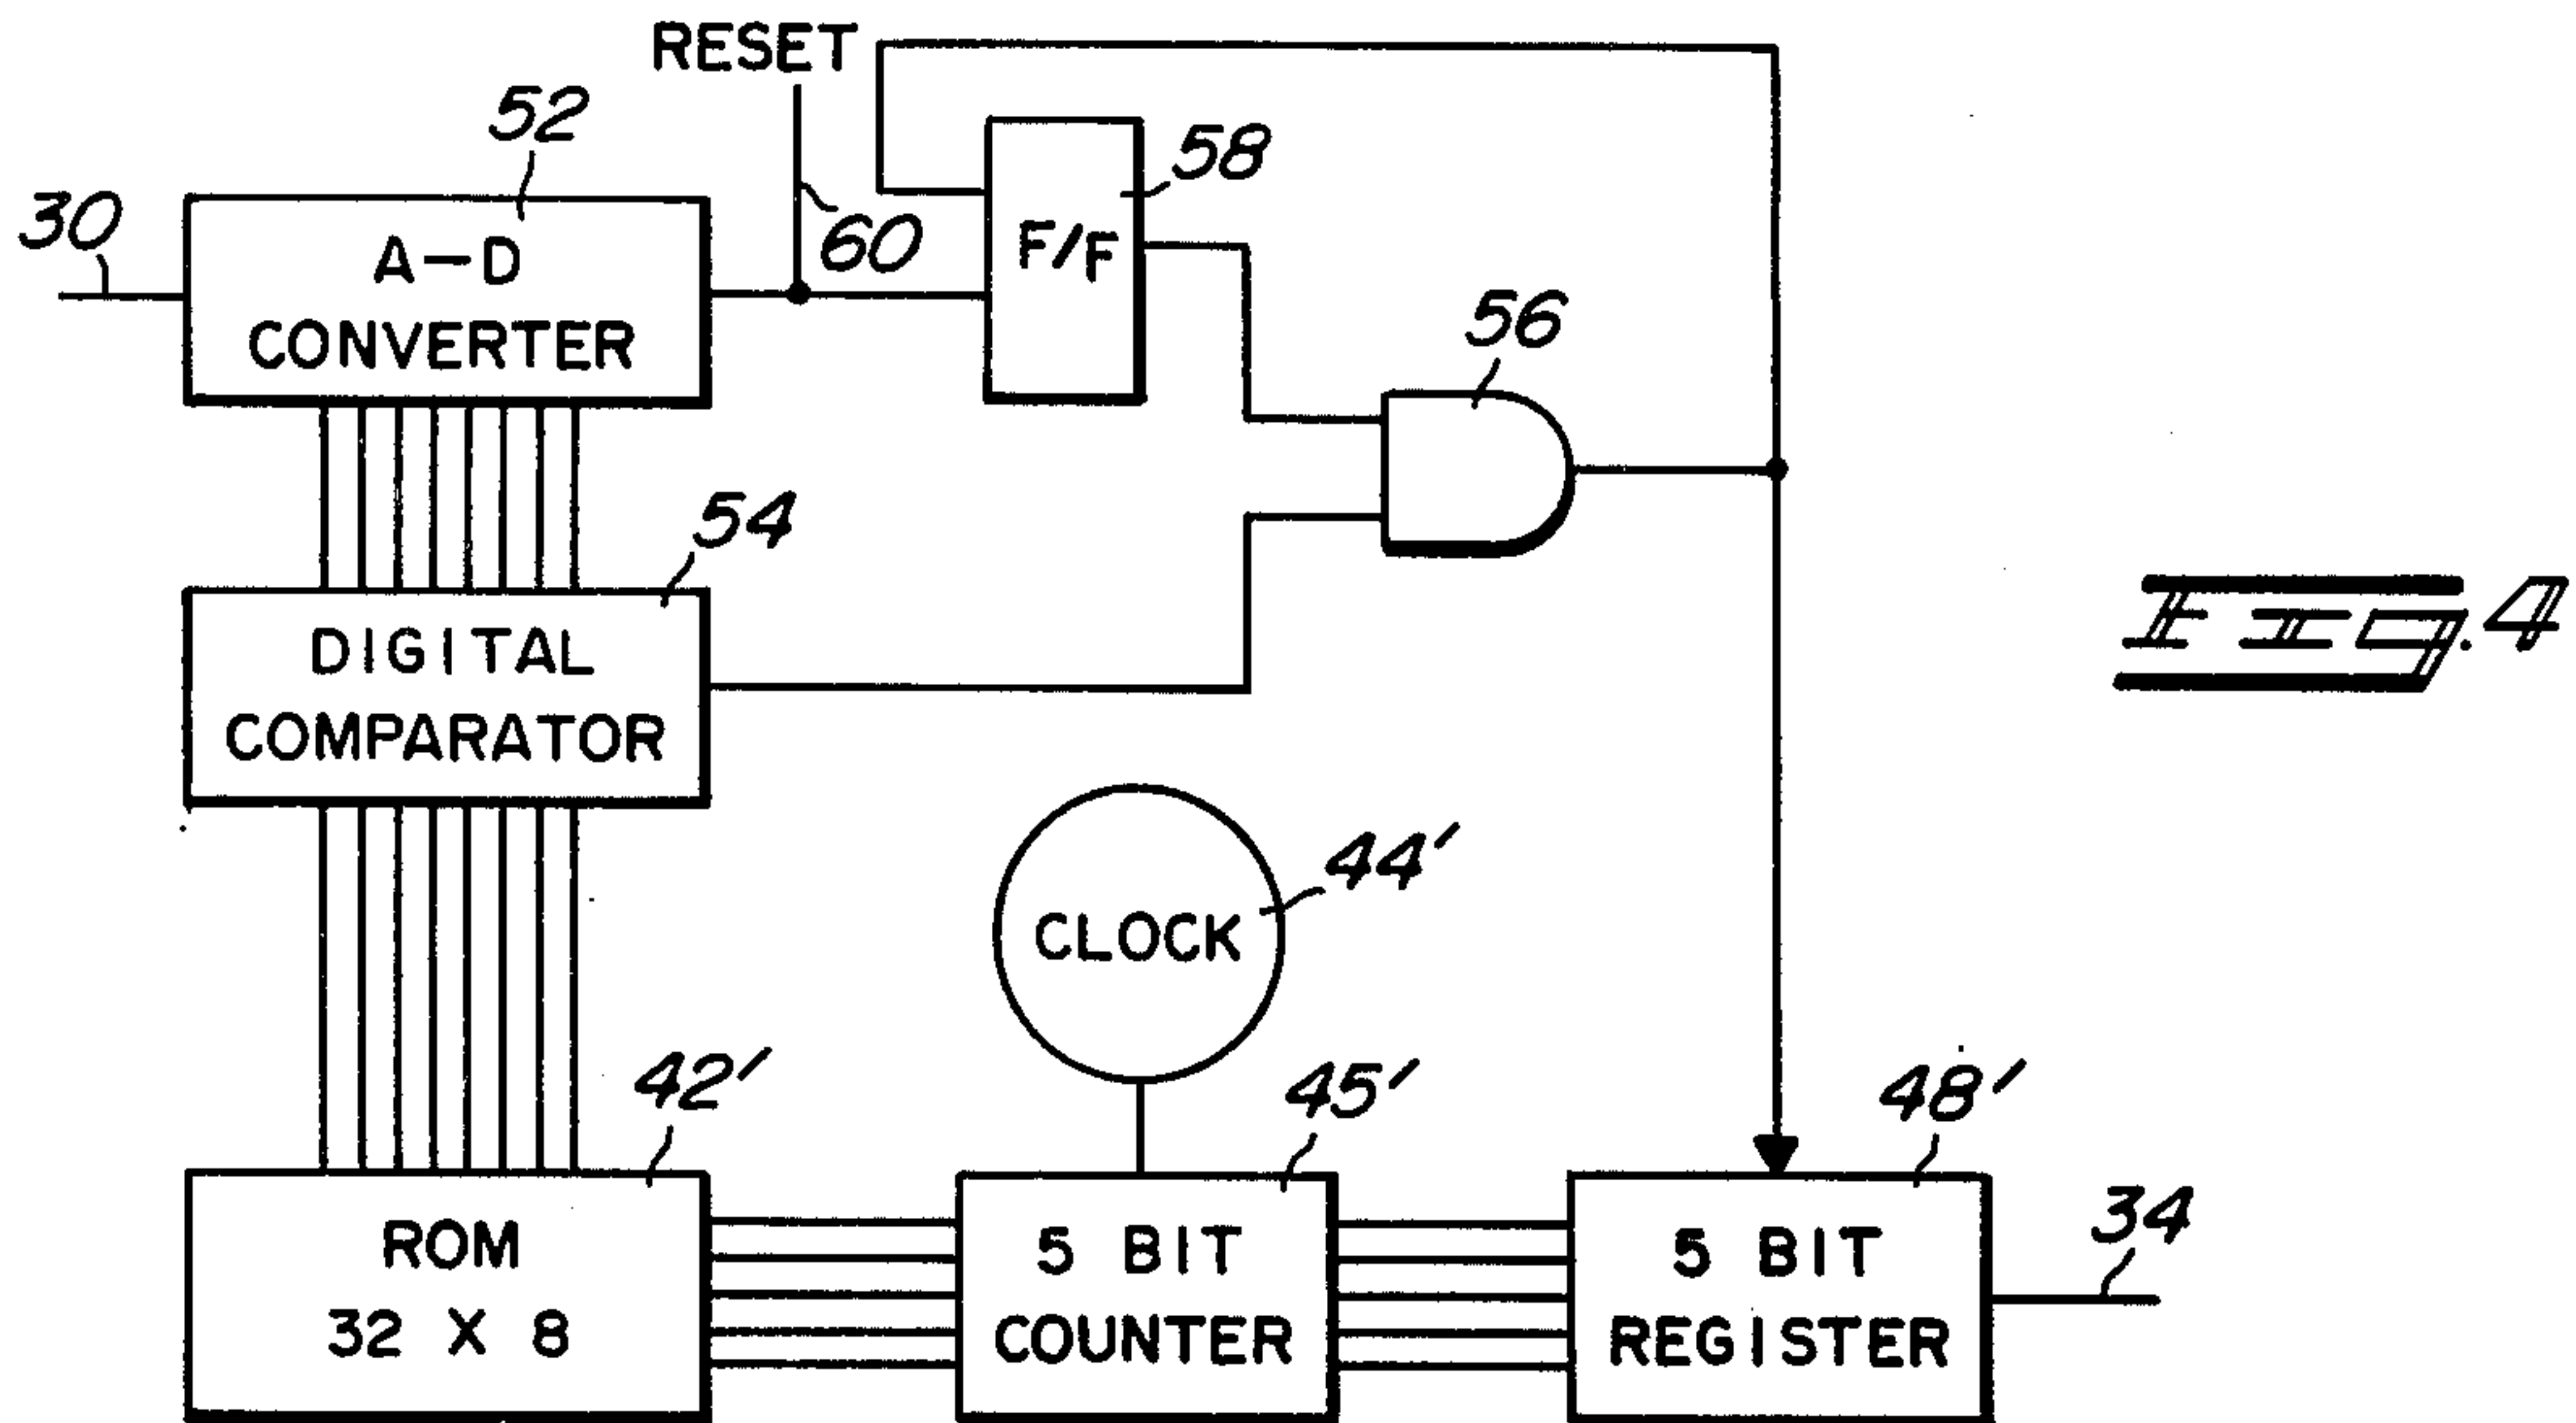 RESET
52
58
30
60
A-D
CONVERTER
F/F
56
54
FIG. 4
DIGITAL
COMPARATOR
44'
CLOCK
42'
45'
48'
34
ROM
32 X 8
5 BIT
COUNTER
5 BIT
REGISTER